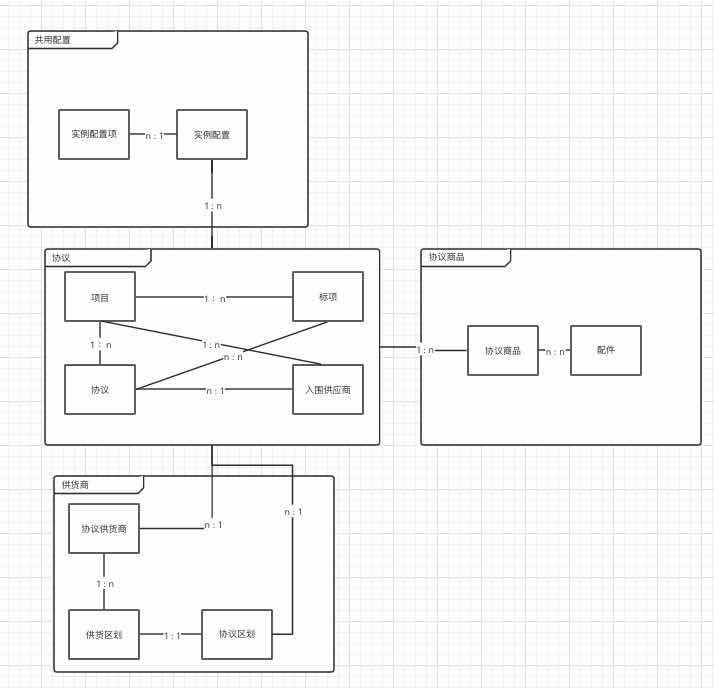 共用配置
实例配置项
n : 1
实例配置
1 : n
协议
项目
1 : n
标项
1 : n
1 : n
n : n
协议
n : 1
入围供应商
1 : n
协议商品
协议商品
n : n
配件
供货商
协议供货商
n : 1
n : 1
1 : n
供货区划
1 : 1
协议区划